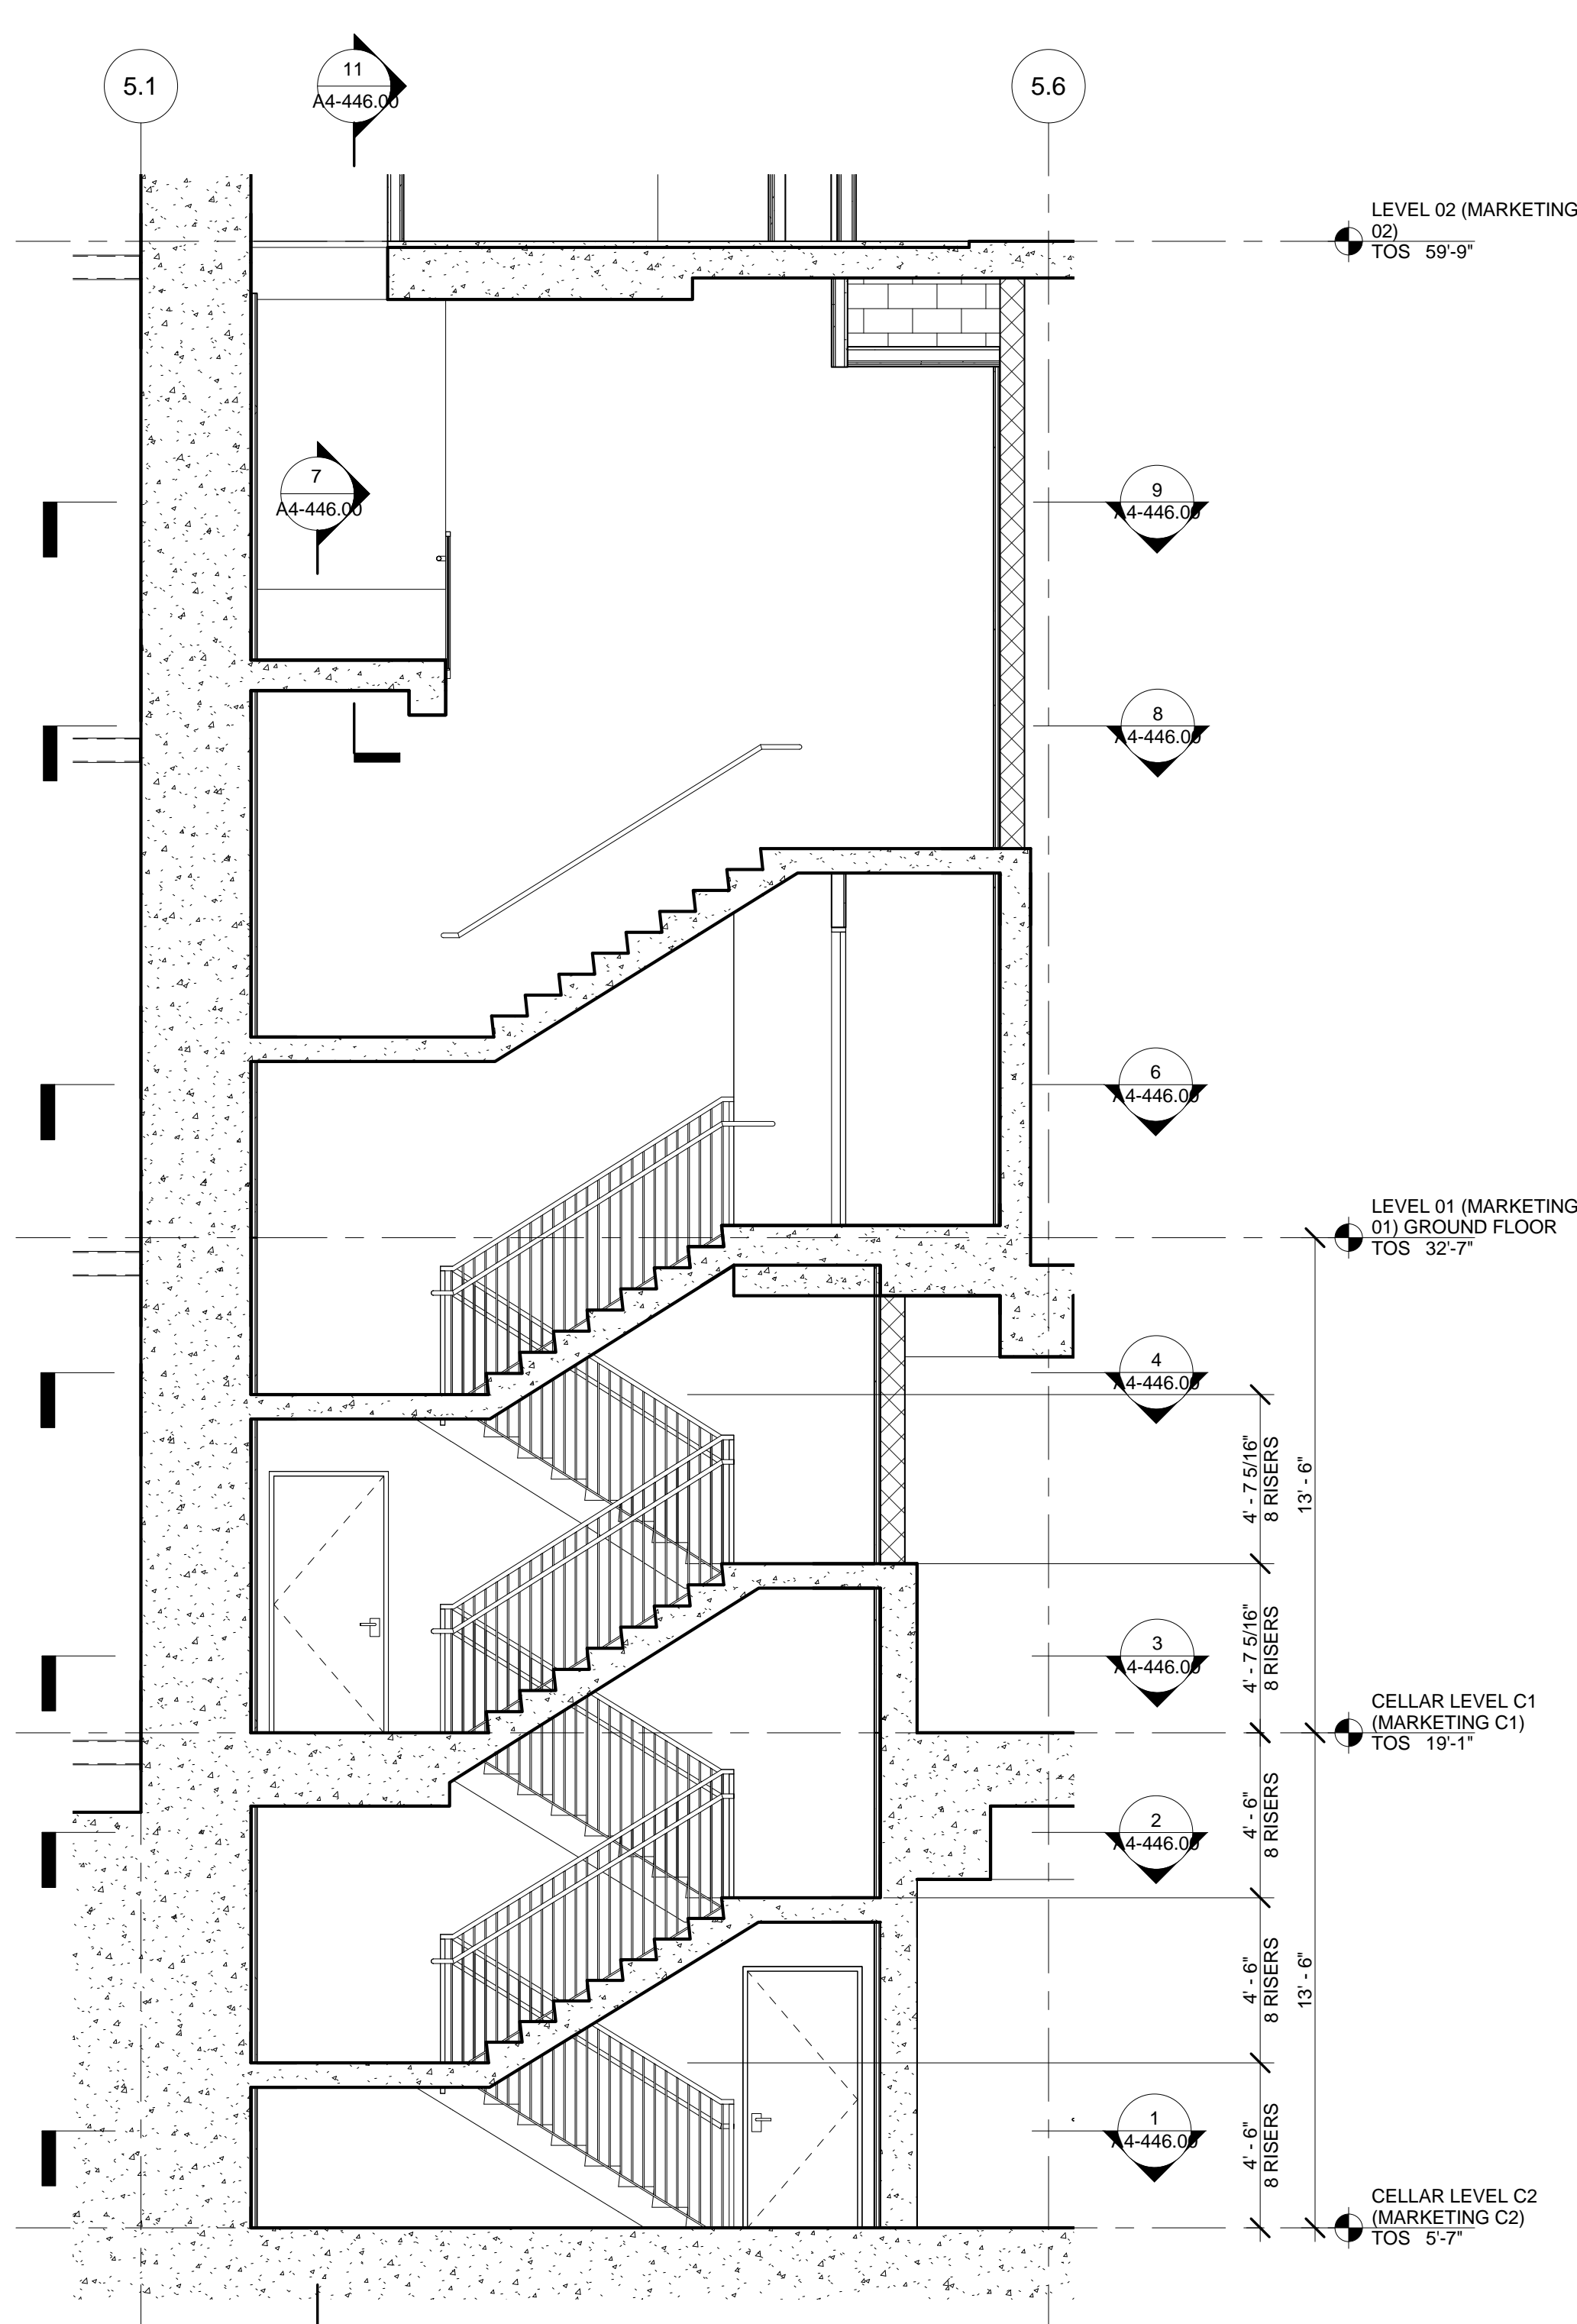 5.1
11
A4-446.00
5.6
LEVEL 02 (MARKETING
02)
TOS 59'-9"
7
A4-446.00
9
A4-446.00
8
A4-446.00
6
A4-446.00
LEVEL 01 (MARKETING
01) GROUND FLOOR
TOS 32'-7"
4
A4-446.00
4' - 7 5/16"
8 RISERS
13' - 6"
3
A4-446.00
4' - 7 5/16"
8 RISERS
CELLAR LEVEL C1
(MARKETING C1)
TOS 19'-1"
2
A4-446.00
4' - 6"
8 RISERS
4' - 6"
8 RISERS
13' - 6"
1
A4-446.00
4' - 6"
8 RISERS
CELLAR LEVEL C2
(MARKETING C2)
TOS 5'-7"